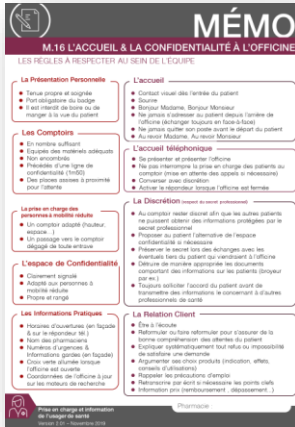 MÉMO
M.16 L'ACCUEIL & LA CONFIDENTIALITÉ À L'OFFICINE
LES RÈGLES À RESPECTER AU SEIN DE L'ÉQUIPE
La Présentation Personnelle
Tenue propre et soignée
Port obligatoire du badge
Il est interdit de boire ou de
manger à la vue du patient
Les Comptoirs
En nombre suffisant
Equipés des matériels adéquats
Non encombrés
Précédés d'une ligne de
confidentialité (1m50)
Des places assises à proximité
pour l'attente
La prise en charge des
personnes à mobilité réduite
Un comptoir adapté (hauteur,
espace...)
Un passage vers le comptoir
dégagé de toute entrave
L'espace de Confidentialité
Clairement signalé
Adapté aux personnes à
mobilité réduite
Propre et rangé
Les Informations Pratiques
Horaires d'ouvertures (en façade
& sur le répondeur tél.)
Nom des pharmaciens
Numéros d'urgences &
Informations gardes (en façade)
Croix verte allumée lorsque
l'officine est ouverte
Coordonnées de l'officine à jour
sur les moteurs de recherche
L'accueil
Contact visuel dès l'entrée du patient
Sourire
Bonjour Madame, Bonjour Monsieur
Ne jamais s'adresser au patient depuis l'arrière de
l'officine (échanger toujours en face-à-face)
Ne jamais quitter son poste avant le départ du patient
Au revoir Madame, Au revoir Monsieur
L'accueil téléphonique
Se présenter et présenter l'officine
Ne pas interrompre la prise en charge des patients au
comptoir (mise en attente des appels si nécessaire)
Converser avec discrétion
Activer le répondeur lorsque l'officine est fermée
La Discrétion (respect du secret professionnel)
Au comptoir rester discret afin que les autres patients
ne puissent obtenir des informations protégées par le
secret professionnel
Proposer au patient l'alternative de l'espace
confidentialité si nécessaire
Préserver le secret lors des échanges avec les
éventuels tiers du patient qui viendraient à l'officine
Détruire de manière appropriée les documents
comportant des informations sur les patients (broyeur
par ex.)
Toujours solliciter l'accord du patient avant de
transmettre des informations le concernant à d'autres
professionnels de santé
La Relation Client
Être à l'écoute
Reformuler ou faire reformuler pour s'assurer de la
bonne compréhension des attentes du patient
Expliquer systématiquement tout refus ou impossibilité
de satisfaire une demande
Argumenter ses choix produits (indication, effets,
conseils d'utilisations)
Rappeler les précautions d'emploi
Retranscrire par écrit si nécessaire les points clefs
Information prix (remboursement, dépassement...)
Prise en charge et information
de l'usager de santé
Version 2.01 – Novembre 2019
Pharmacie